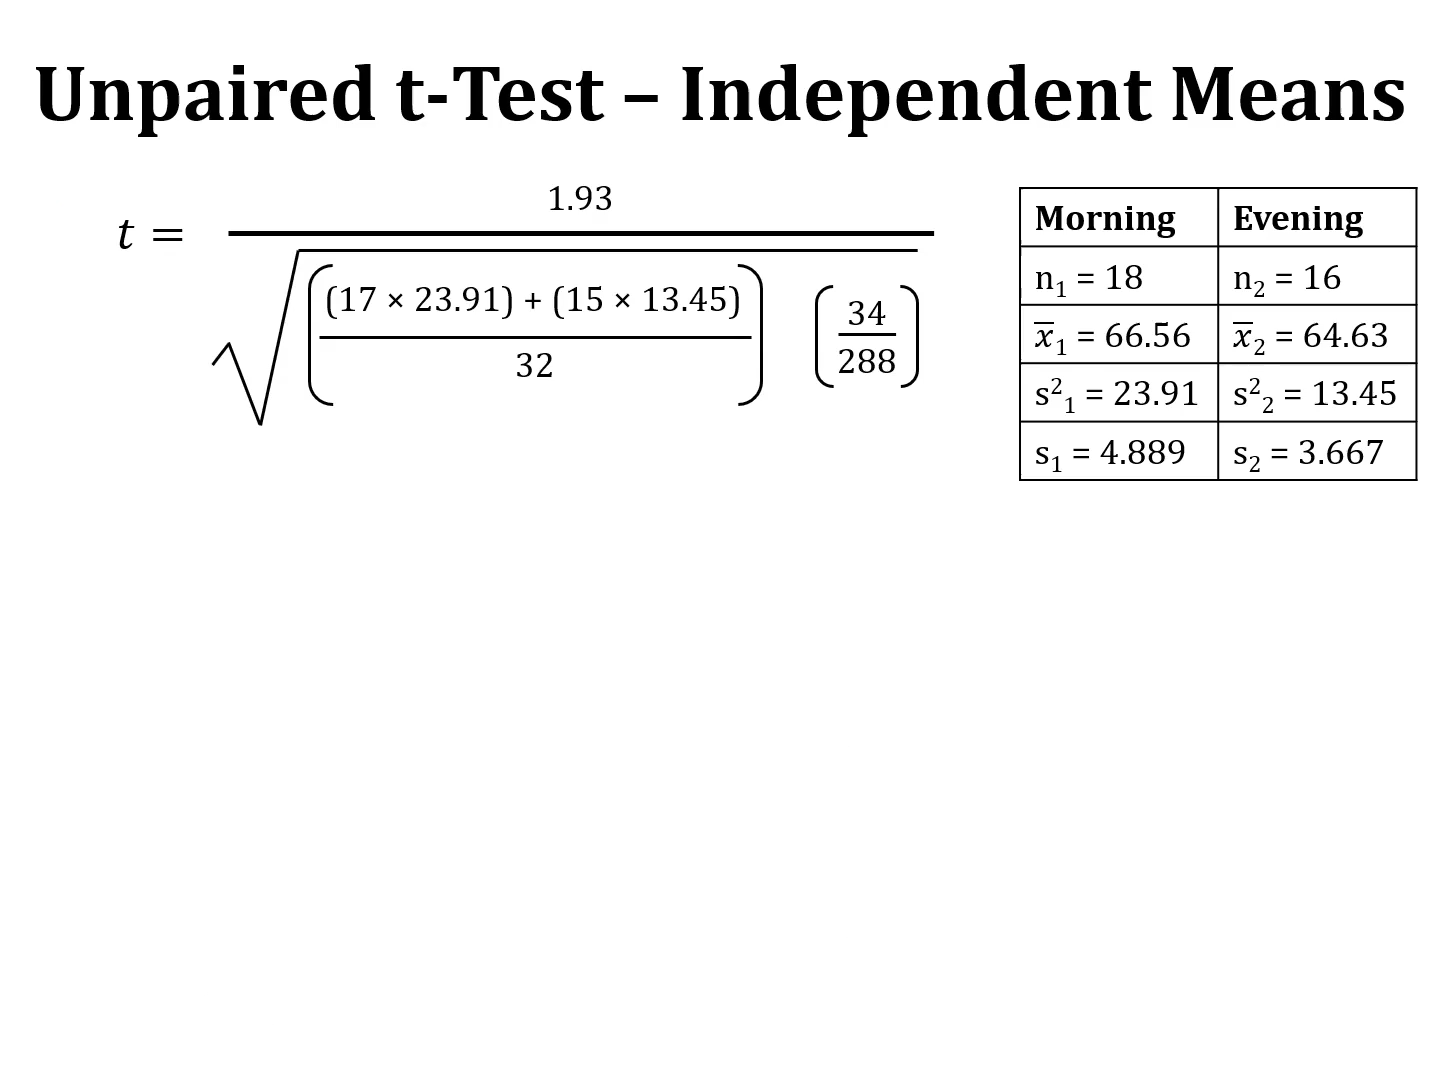 Unpaired t-Test – Independent Means
1.93
t =
(17 × 23.91) + (15 × 13.45)
32
34
288
Morning Evening
n₁ = 18 n₂ = 16
x̅₁ = 66.56 x̅₂ = 64.63
s²₁ = 23.91 s²₂ = 13.45
s₁ = 4.889 s₂ = 3.667